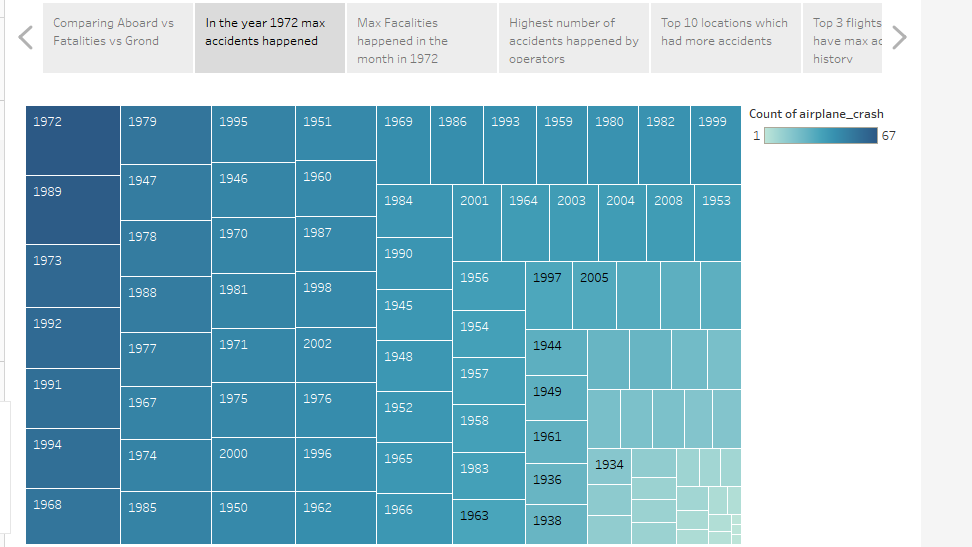 Comparing Aboard vs
Fatalities vs Grond
In the year 1972 max
accidents happened
Max Facalities
happened in the
month in 1972
Highest number of
accidents happened by
operators
Top 10 locations which
had more accidents
Top 3 flights
have max ac
history
Count of airplane_crash
1 67
1972
1989
1973
1992
1991
1994
1968
1979
1947
1978
1988
1977
1967
1974
1985
1995
1946
1970
1981
1971
1975
2000
1950
1951
1960
1987
1998
2002
1976
1996
1962
1969 1986 1993 1959 1980 1982 1999
1984
1990
1945
1948
1952
1965
1966
2001 1964 2003 2004 2008 1953
1956
1954
1957
1958
1983
1963
1997 2005
1944
1949
1961
1936
1938
1934